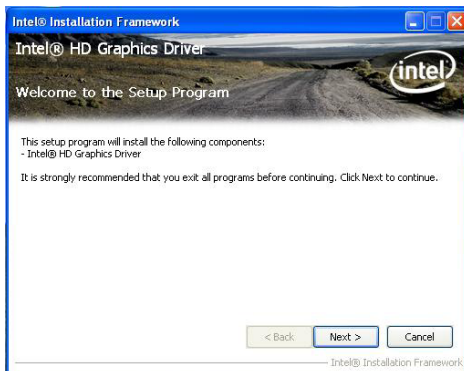 Intel® Installation Framework
Intel® HD Graphics Driver
intel
Welcome to the Setup Program
This setup program will install the following components:
- Intel® HD Graphics Driver
It is strongly recommended that you exit all programs before continuing. Click Next to continue.
< Back
Next >
Cancel
Intel® Installation Framework